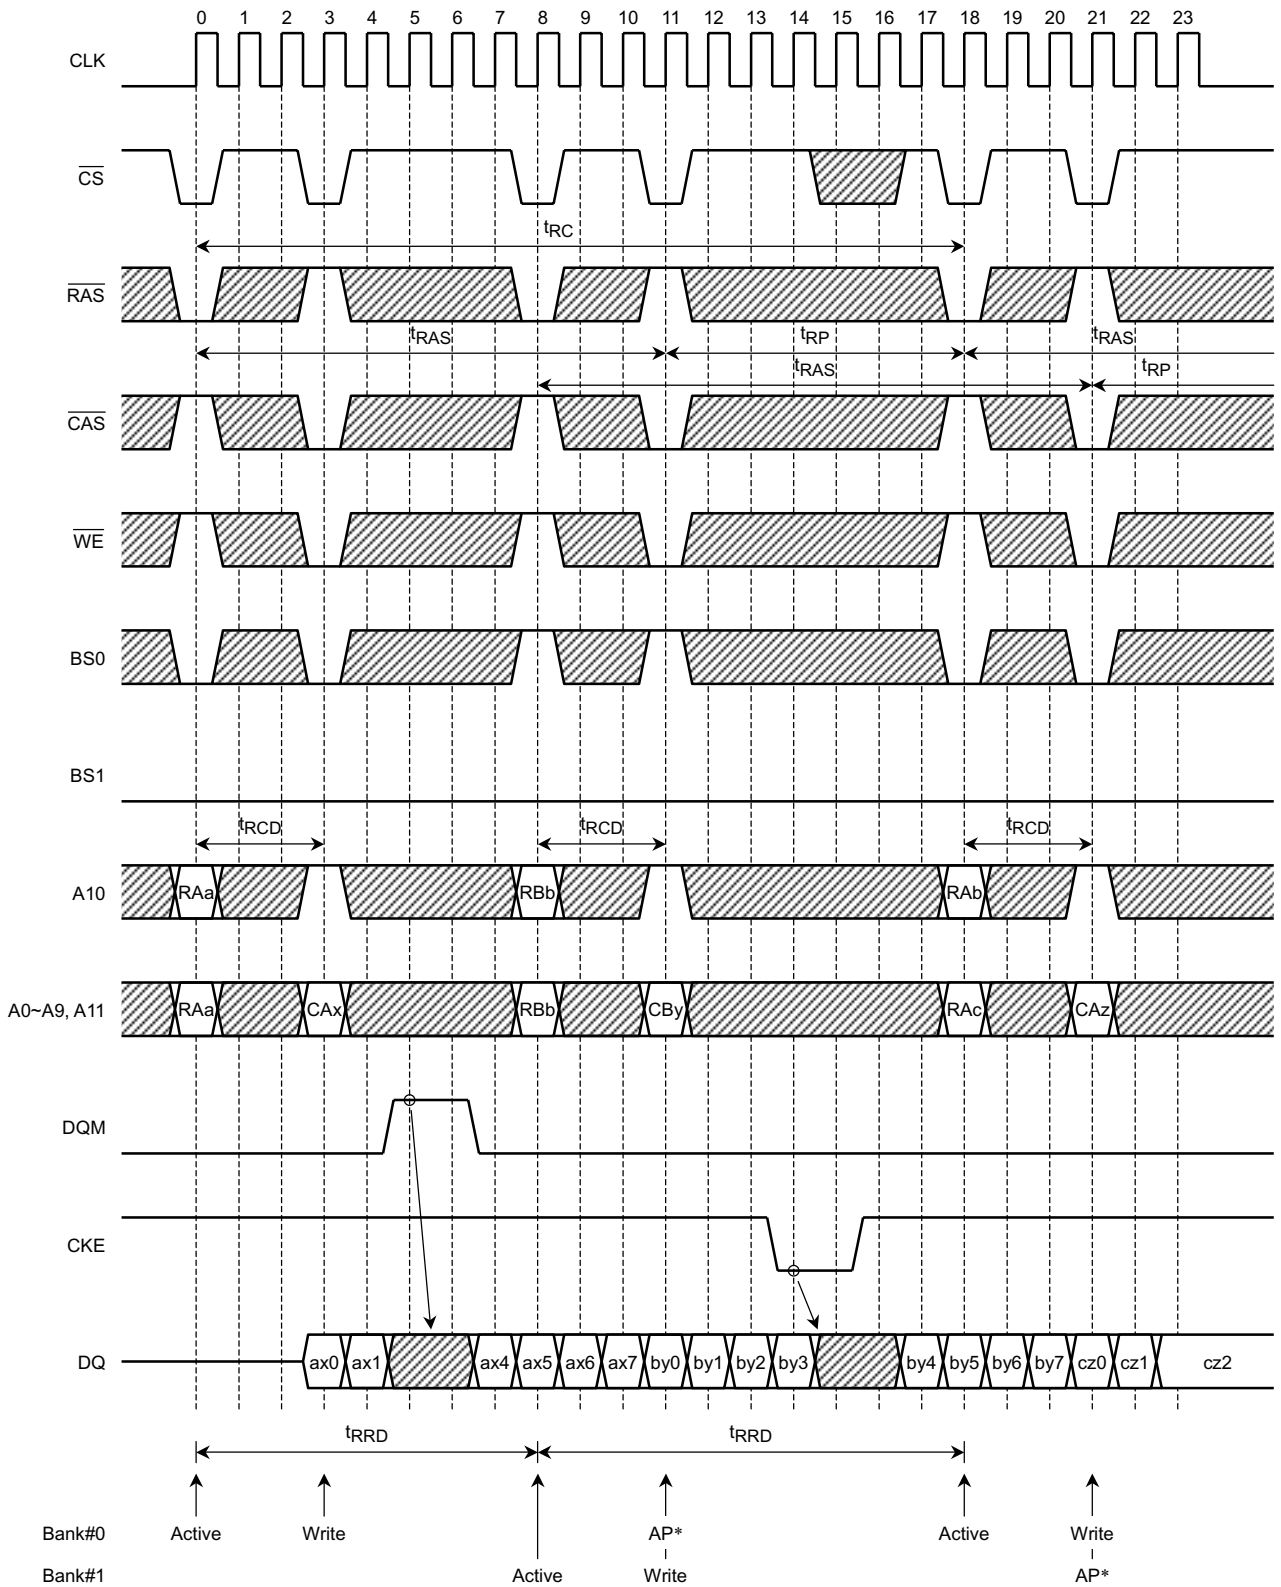 0 1 2 3 4 5 6 7 8 9 10 11 12 13 14 15 16 17 18 19 20 21 22 23
CLK
CS
tRC
RAS
tRAS tRP tRAS
tRAS tRP
CAS
WE
BS0
BS1
tRCD tRCD tRCD
A10 RAa RBb RAb
A0~A9, A11 RAa CAx RBb CBy RAc CAz
DQM
CKE
DQ ax0 ax1 ax4 ax5 ax6 ax7 by0 by1 by2 by3 by4 by5 by6 by7 cz0 cz1 cz2
tRRD tRRD
Bank#0 Active Write AP* Active Write
Bank#1 Active Write AP*